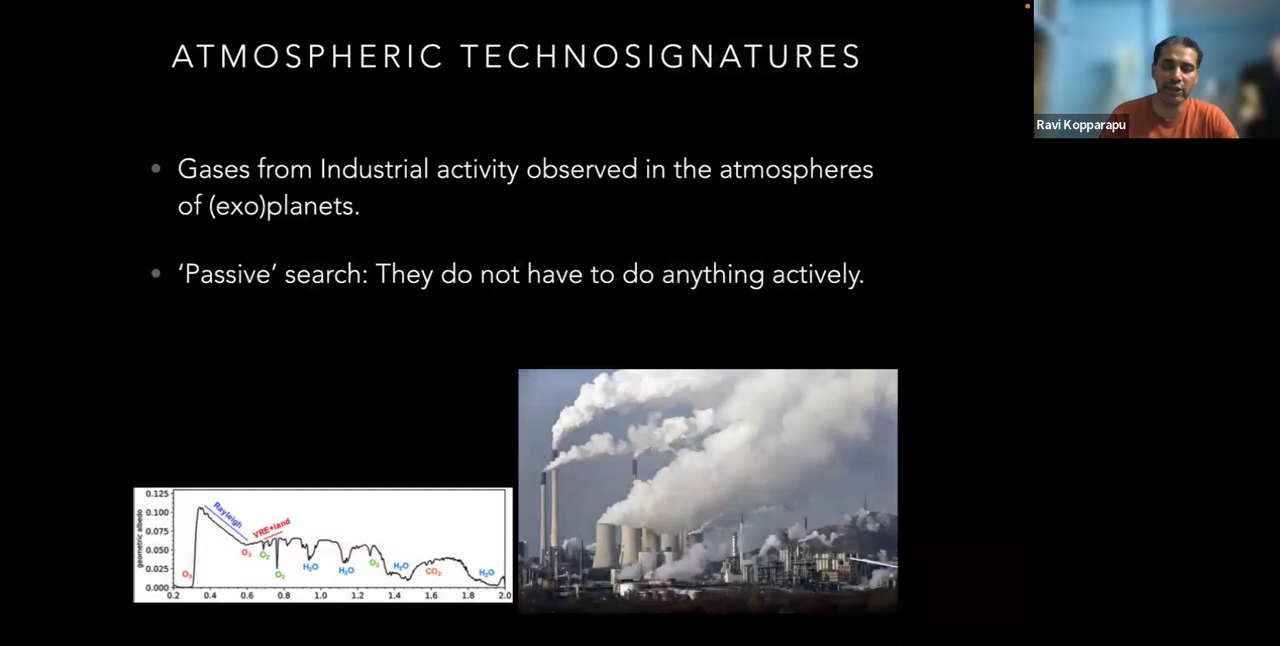 ATMOSPHERIC TECHNOSIGNATURES
Ravi Kopparapu
• Gases from Industrial activity observed in the atmospheres
of (exo)planets.
• ‘Passive’ search: They do not have to do anything actively.
geometric albedo
0.125
0.100
0.075
0.050
0.025
0.000
Rayleigh
VRE+land
O₃
O₃
O₂
O₂
H₂O
H₂O
O₂
H₂O
CO₂
H₂O
0.2 0.4 0.6 0.8 1.0 1.2 1.4 1.6 1.8 2.0